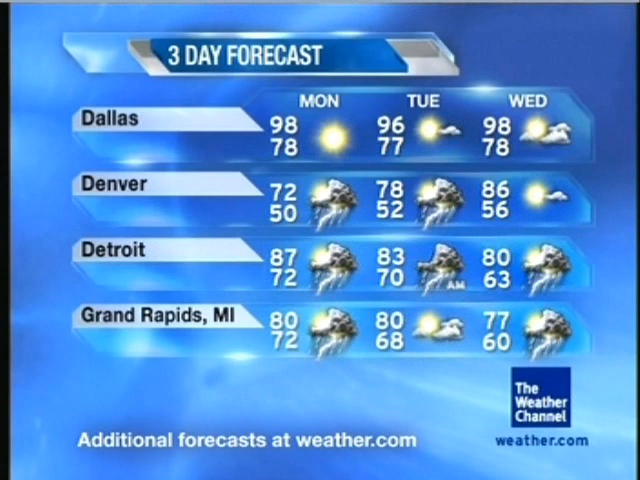 3 DAY FORECAST
MON TUE WED
Dallas
98 96 98
78 77 78
Denver
72 78 86
50 52 56
Detroit
87 83 80
72 70 63
AM
Grand Rapids, MI
80 80 77
72 68 60
The
Weather
Channel
Additional forecasts at weather.com
weather.com